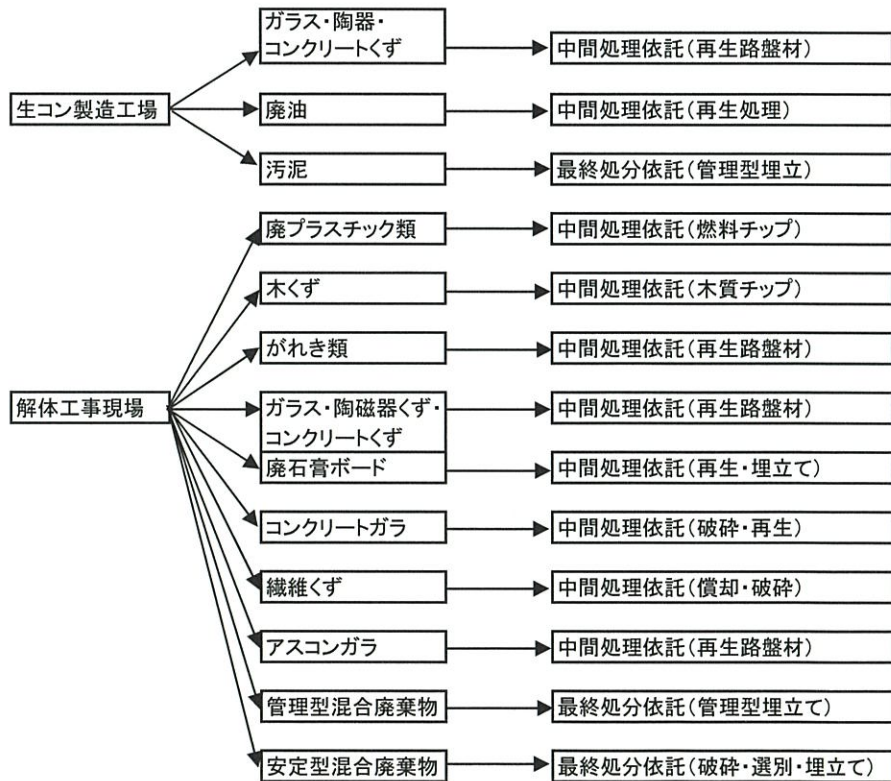 ガラス・陶器・
コンクリートくず
中間処理依託(再生路盤材)
生コン製造工場
廃油
中間処理依託(再生処理)
汚泥
最終処分依託(管理型埋立)
廃プラスチック類
中間処理依託(燃料チップ)
木くず
中間処理依託(木質チップ)
がれき類
中間処理依託(再生路盤材)
解体工事現場
ガラス・陶磁器くず・
コンクリートくず
中間処理依託(再生路盤材)
廃石膏ボード
中間処理依託(再生・埋立て)
コンクリートガラ
中間処理依託(破砕・再生)
繊維くず
中間処理依託(償却・破砕)
アスコンガラ
中間処理依託(再生路盤材)
管理型混合廃棄物
最終処分依託(管理型埋立て)
安定型混合廃棄物
最終処分依託(破砕・選別・埋立て)